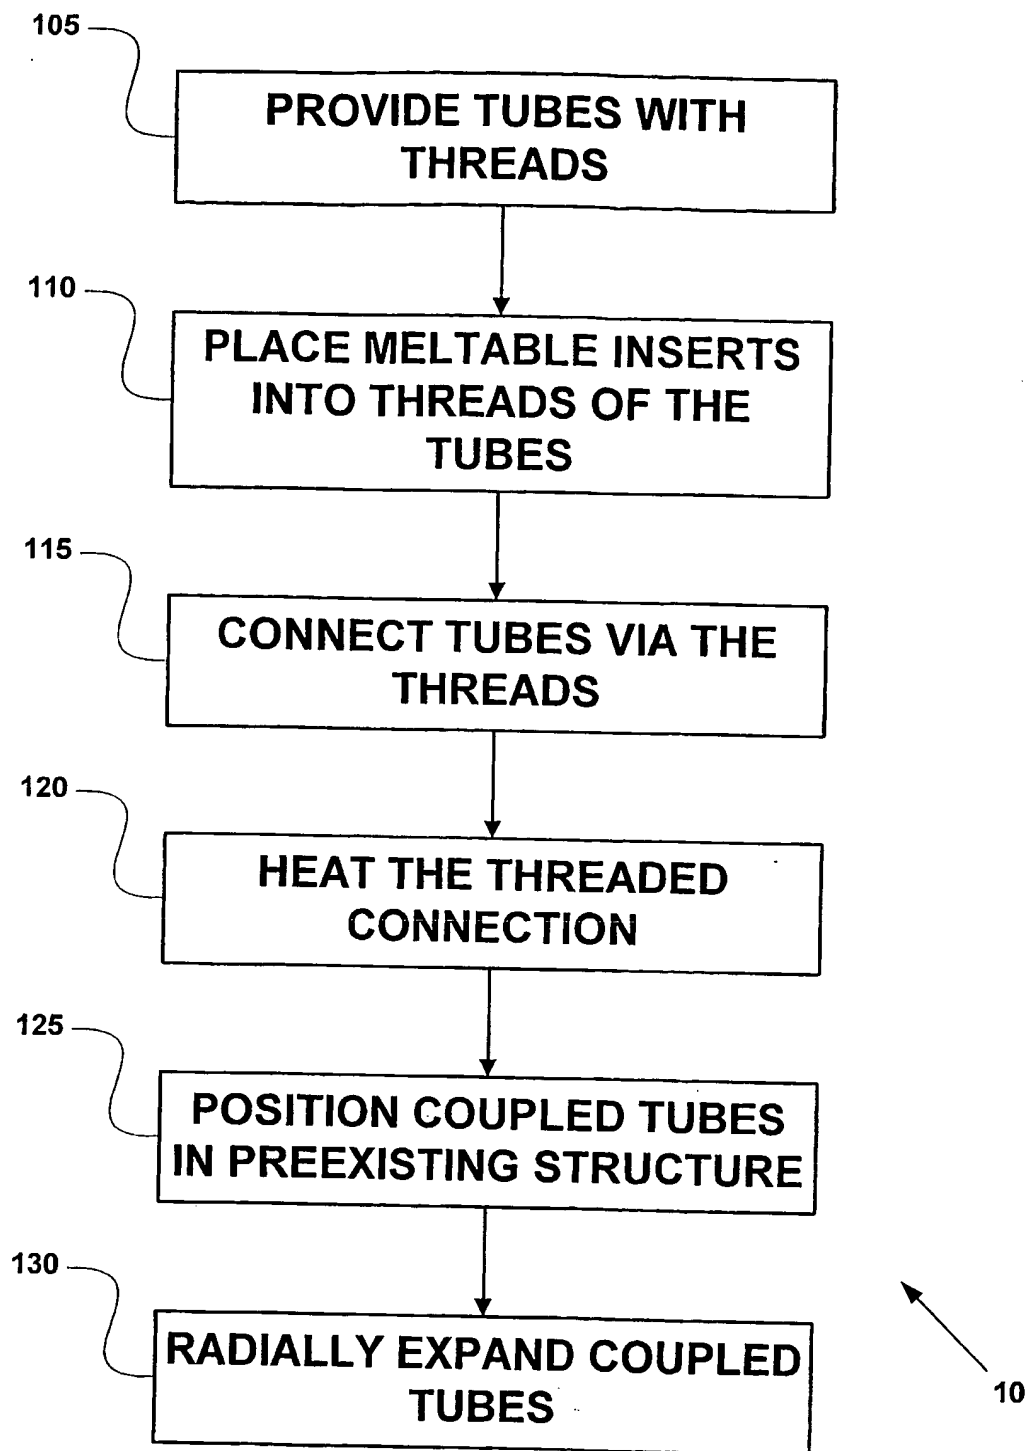 105
PROVIDE TUBES WITH
THREADS
110
PLACE MELTABLE INSERTS
INTO THREADS OF THE
TUBES
115
CONNECT TUBES VIA THE
THREADS
120
HEAT THE THREADED
CONNECTION
125
POSITION COUPLED TUBES
IN PREEXISTING STRUCTURE
130
RADIALLY EXPAND COUPLED
TUBES
10